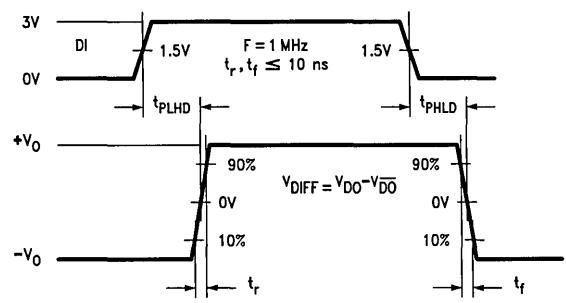 3V
DI
1.5V
F = 1 MHz
tr, tf ≤ 10 ns
1.5V
0V
tPLHD
tPHLD
+VO
90%
VDIFF = VDO - V\overline{DO}
90%
0V
0V
10%
10%
-VO
tr
tf